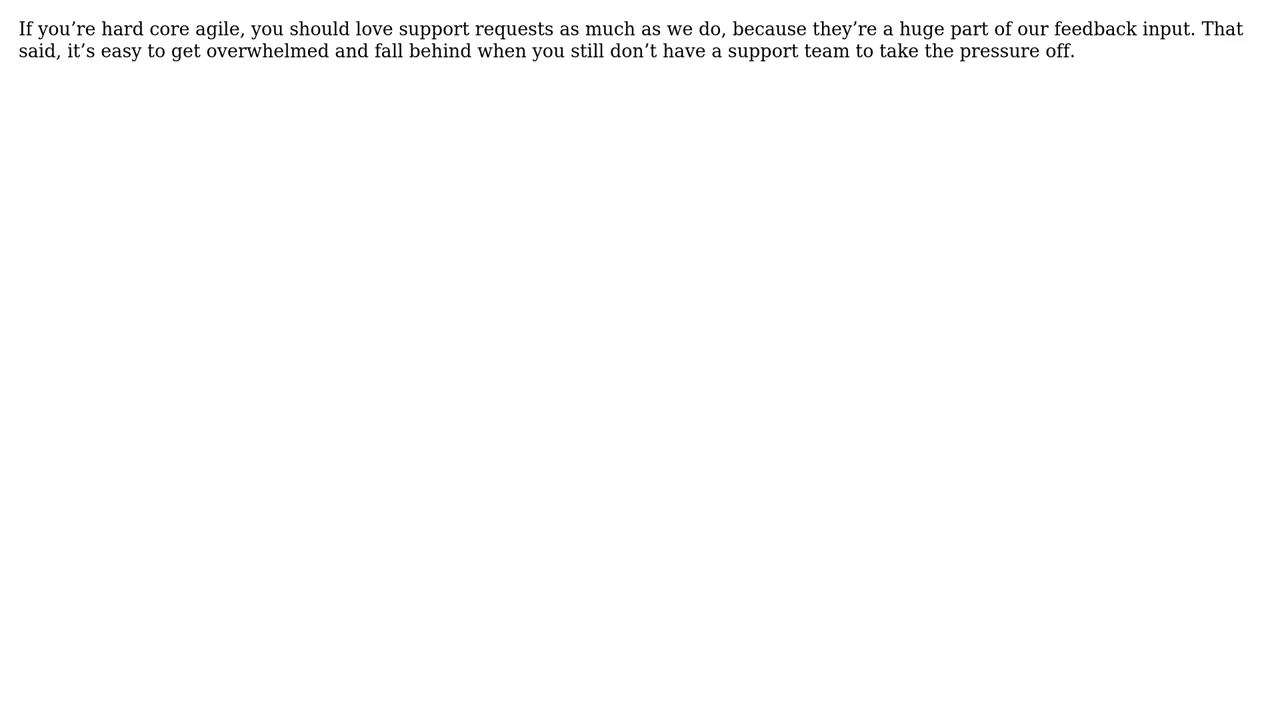 If you’re hard core agile, you should love support requests as much as we do, because they’re a huge part of our feedback input. That
said, it’s easy to get overwhelmed and fall behind when you still don’t have a support team to take the pressure off.